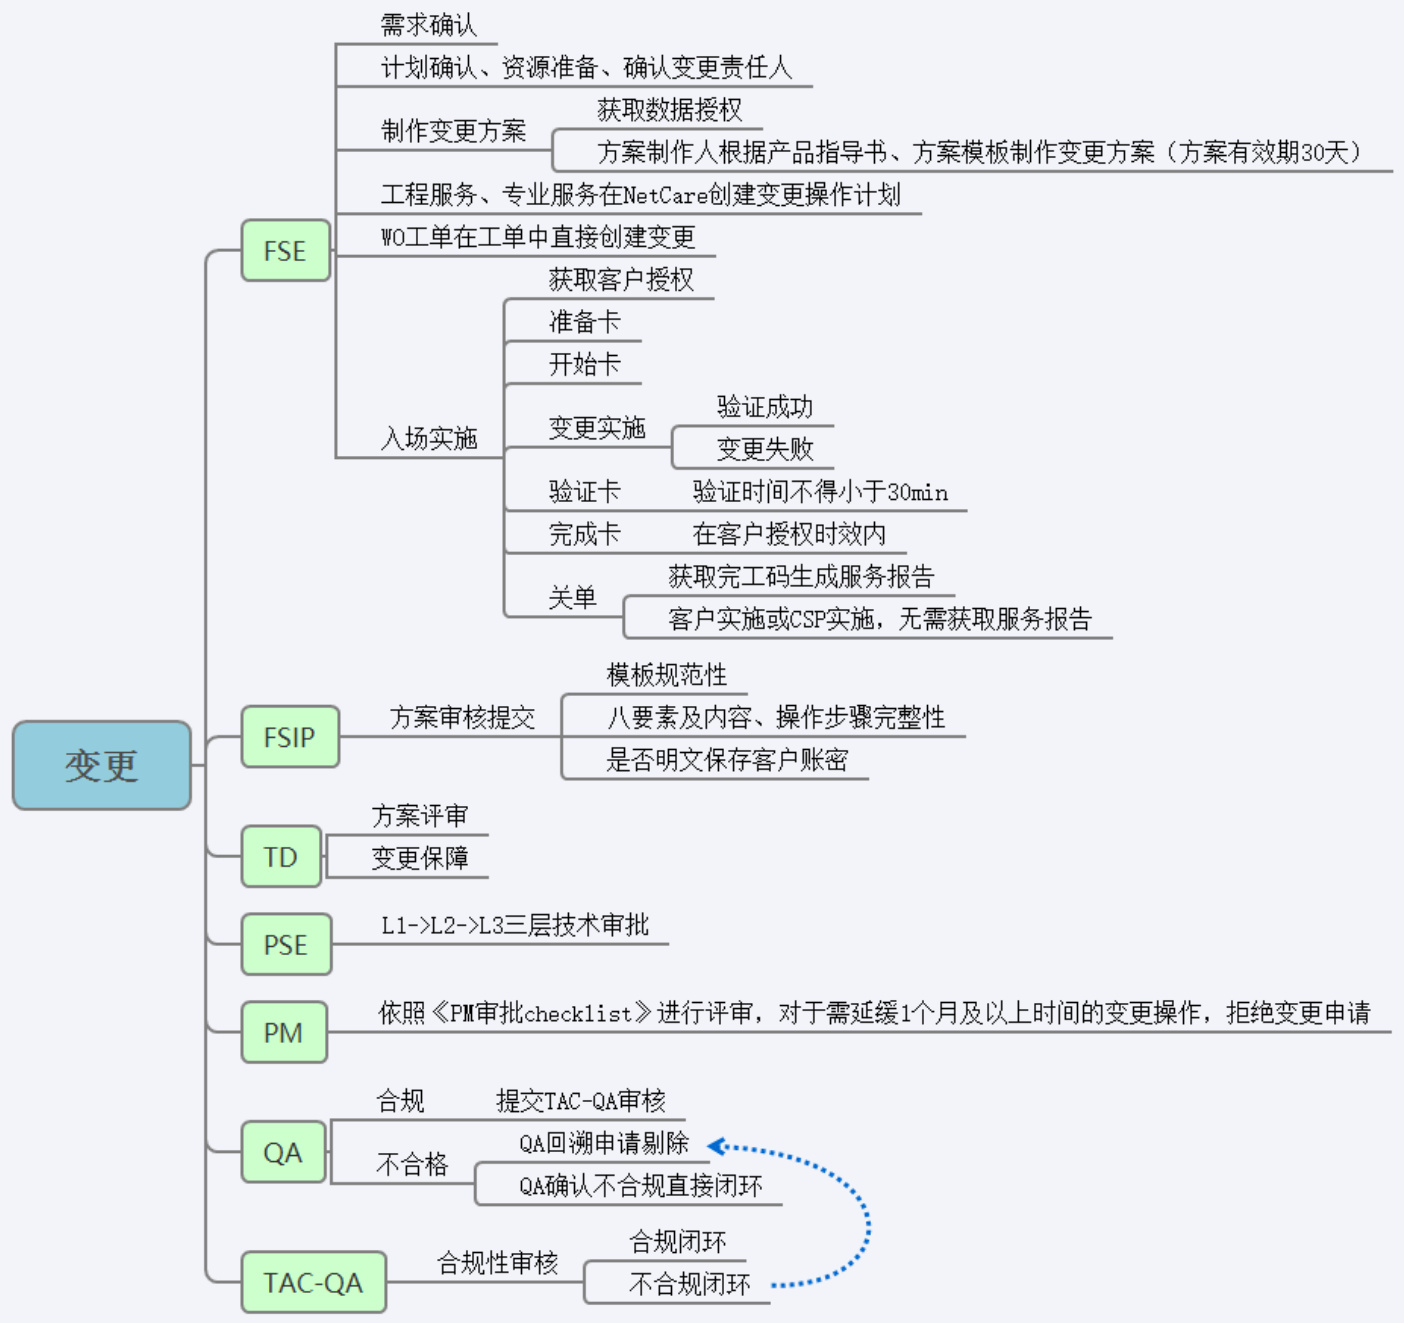 变更
FSE
需求确认
计划确认、资源准备、确认变更责任人
制作变更方案
获取数据授权
方案制作人根据产品指导书、方案模板制作变更方案（方案有效期30天）
工程服务、专业服务在NetCare创建变更操作计划
WO工单在工单中直接创建变更
入场实施
获取客户授权
准备卡
开始卡
变更实施
验证成功
变更失败
验证卡 验证时间不得小于30min
完成卡 在客户授权时效内
关单
获取完工码生成服务报告
客户实施或CSP实施，无需获取服务报告
FSIP
方案审核提交
模板规范性
八要素及内容、操作步骤完整性
是否明文保存客户账密
TD
方案评审
变更保障
PSE
L1->L2->L3三层技术审批
PM
依照《PM审批checklist》进行评审，对于需延缓1个月及以上时间的变更操作，拒绝变更申请
QA
合规 提交TAC-QA审核
不合格
QA回溯申请剔除
QA确认不合规直接闭环
TAC-QA
合规性审核
合规闭环
不合规闭环